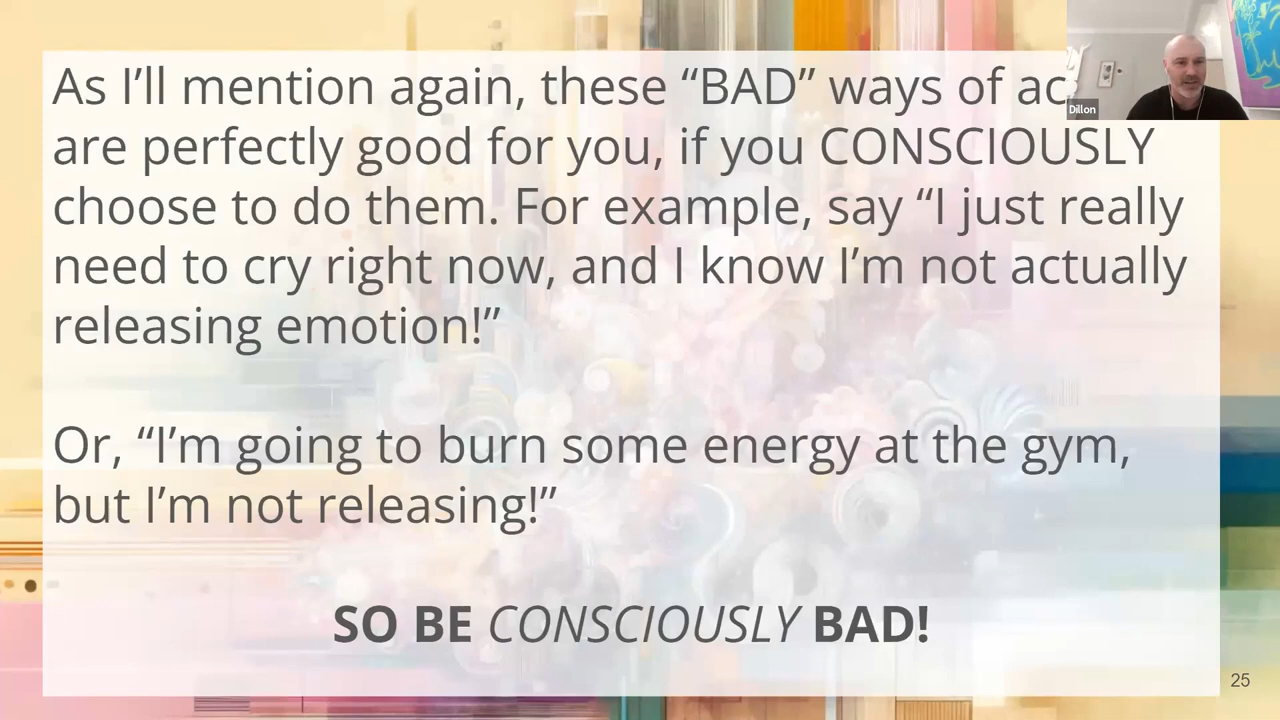 As I’ll mention again, these “BAD” ways of
are perfectly good for you, if you CONSCIOUSLY
choose to do them. For example, say “I just really
need to cry right now, and I know I’m not actually
releasing emotion!”
Or, “I’m going to burn some energy at the gym,
but I’m not releasing!”
SO BE CONSCIOUSLY BAD!
Dillon
25